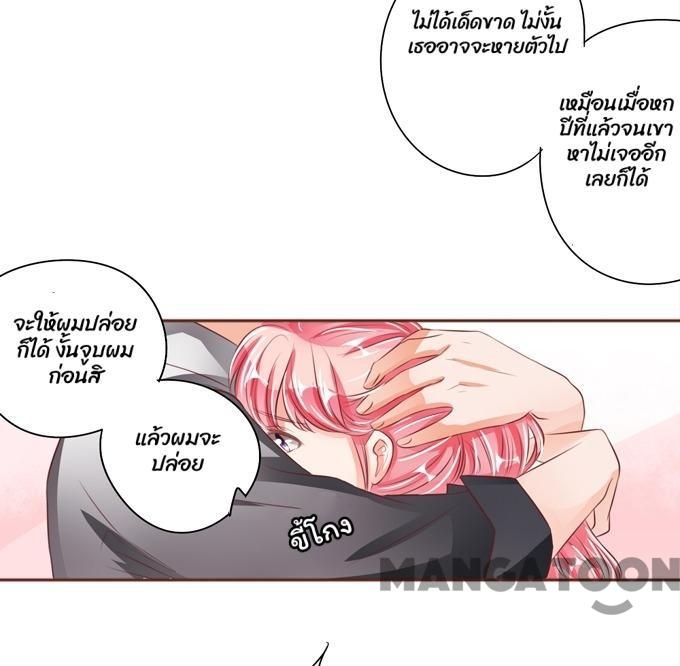 ไม่ได้เด็ดขาด ไม่งั้น
เธออาจจะหายตัวไป
เหมือนเมื่อหก
ปีที่แล้วจนเขา
หาไม่เจออีก
เลยก็ได้
จะให้ผมปล่อย
ก็ได้ งั้นจูบผม
ก่อนสิ
แล้วผมจะ
ปล่อย
ขี้โกง
MANGATOON